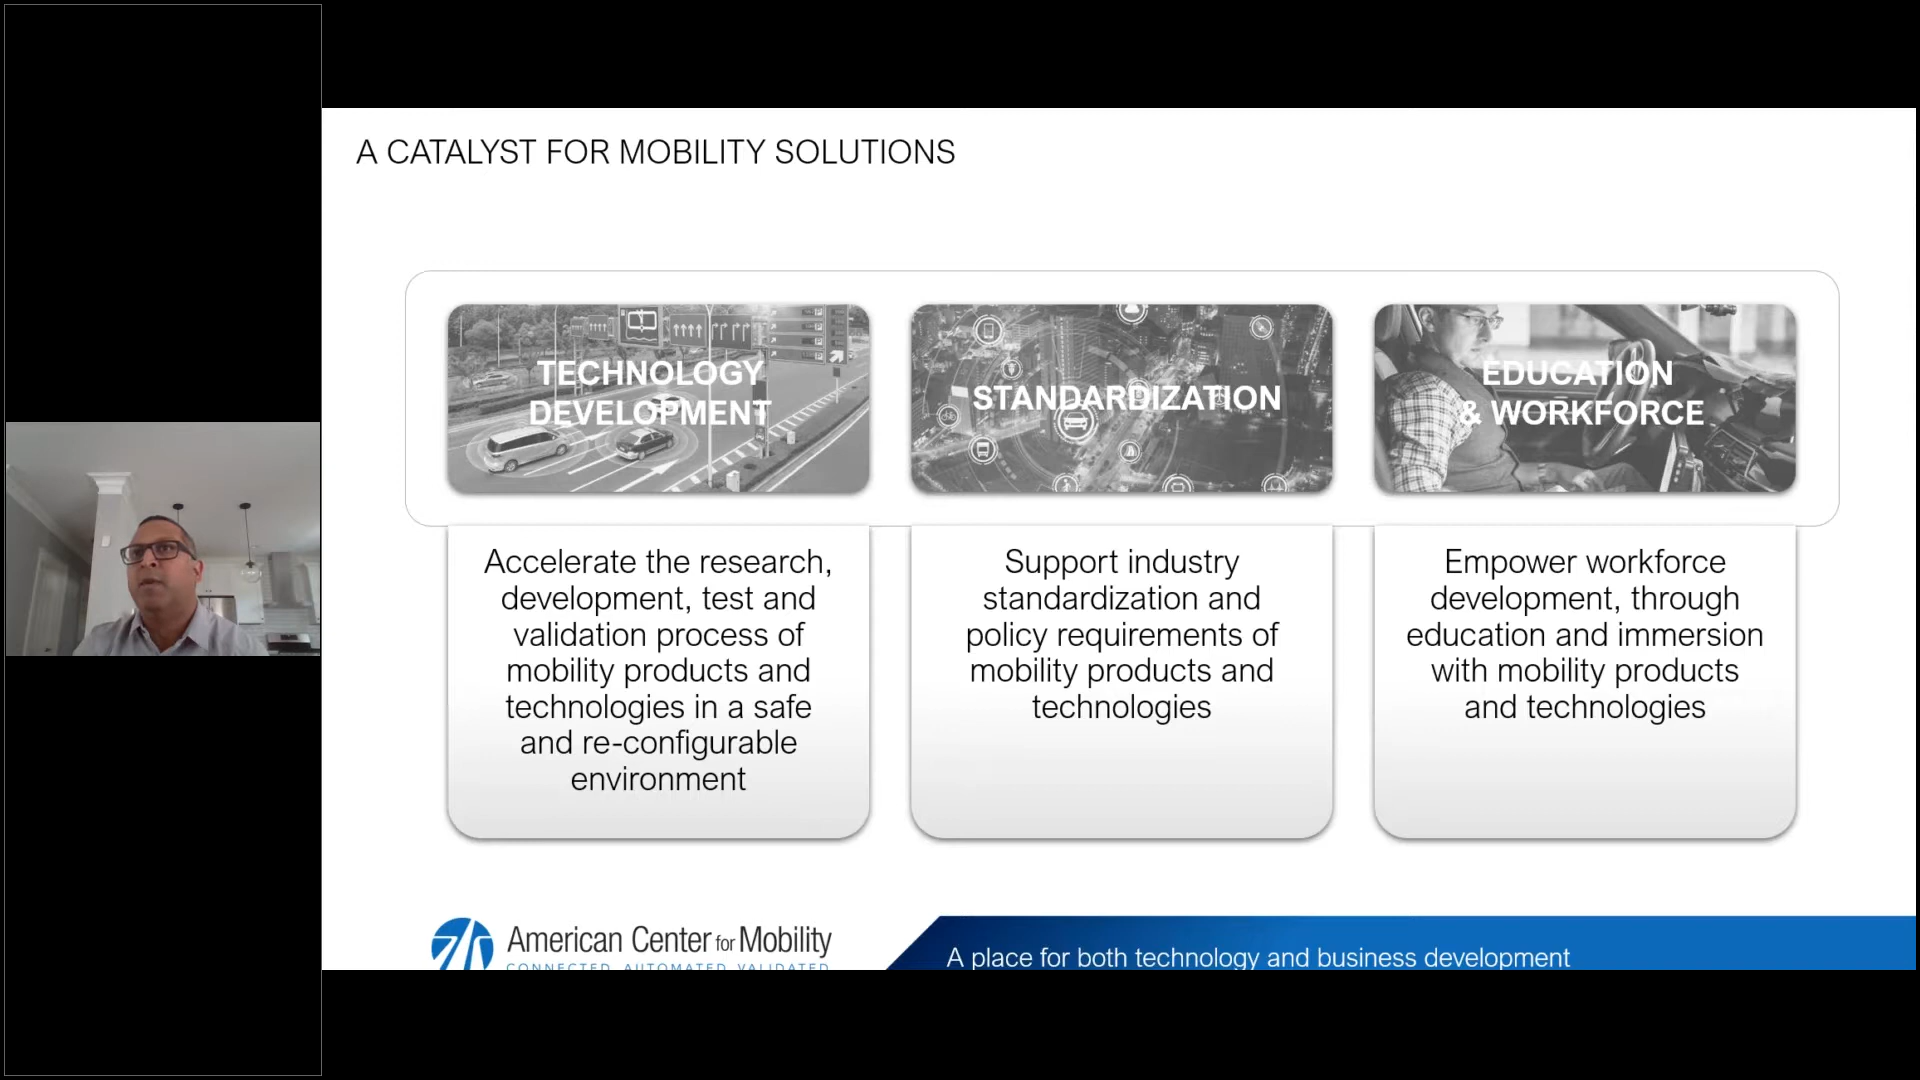 A CATALYST FOR MOBILITY SOLUTIONS
TECHNOLOGY
DEVELOPMENT
Accelerate the research,
development, test and
validation process of
mobility products and
technologies in a safe
and re-configurable
environment
STANDARDIZATION
Support industry
standardization and
policy requirements of
mobility products and
technologies
EDUCATION
& WORKFORCE
Empower workforce
development, through
education and immersion
with mobility products
and technologies
American Center for Mobility
CONNECTED AUTOMATED VALIDATED
A place for both technology and business development